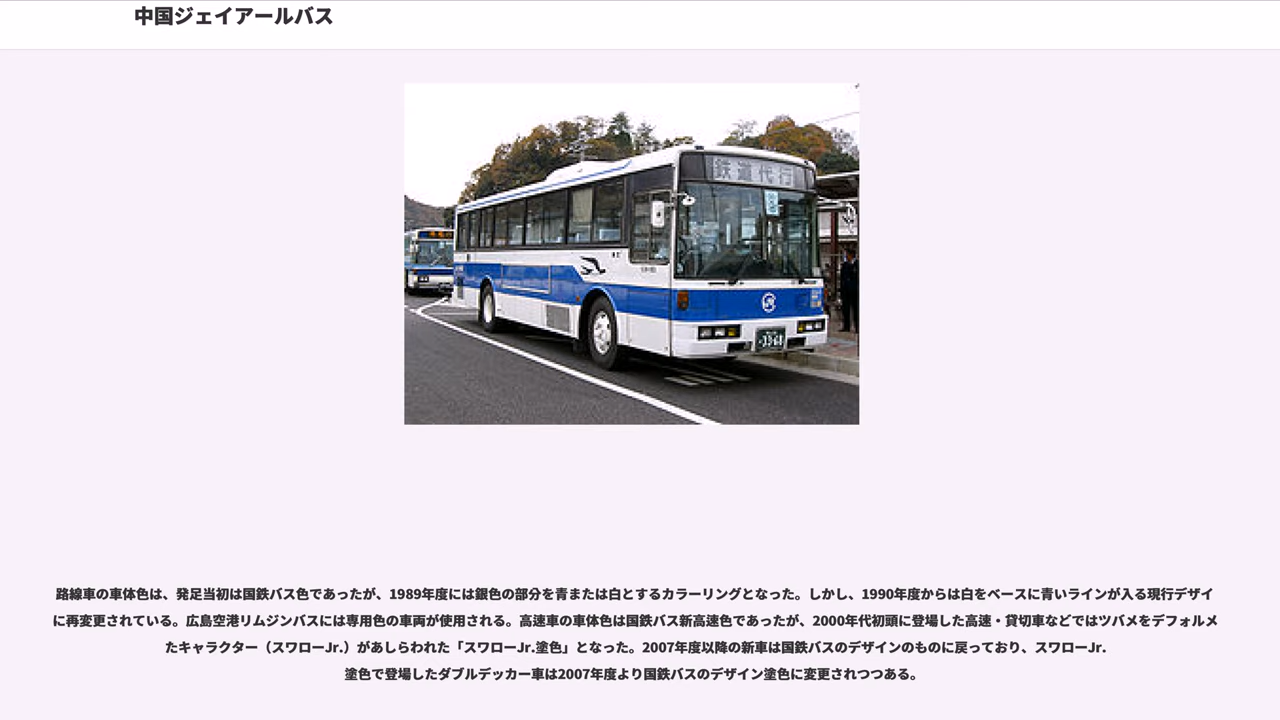 中国ジェイアールバス
鉄道代行
3368
路線車の車体色は、発足当初は国鉄バス色であったが、1989年度には銀色の部分を青または白とするカラーリングとなった。しかし、1990年度からは白をベースに青いラインが入る現行デザイ
に再変更されている。広島空港リムジンバスには専用色の車両が使用される。高速車の車体色は国鉄バス新高速色であったが、2000年代初頭に登場した高速・貸切車などではツバメをデフォルメ
たキャラクター（スワローJr.）があしらわれた「スワローJr.塗色」となった。2007年度以降の新車は国鉄バスのデザインのものに戻っており、スワローJr.
塗色で登場したダブルデッカー車は2007年度より国鉄バスのデザイン塗色に変更されつつある。